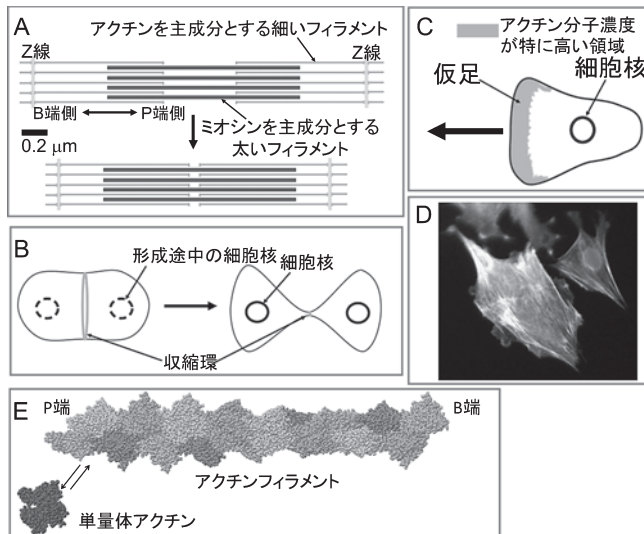 A
アクチンを主成分とする細いフィラメント
Z線
Z線
B端側
P端側
0.2 μm
ミオシンを主成分とする
太いフィラメント
B
形成途中の細胞核
細胞核
収縮環
C
アクチン分子濃度
が特に高い領域
仮足
細胞核
D
E
P端
B端
アクチンフィラメント
単量体アクチン